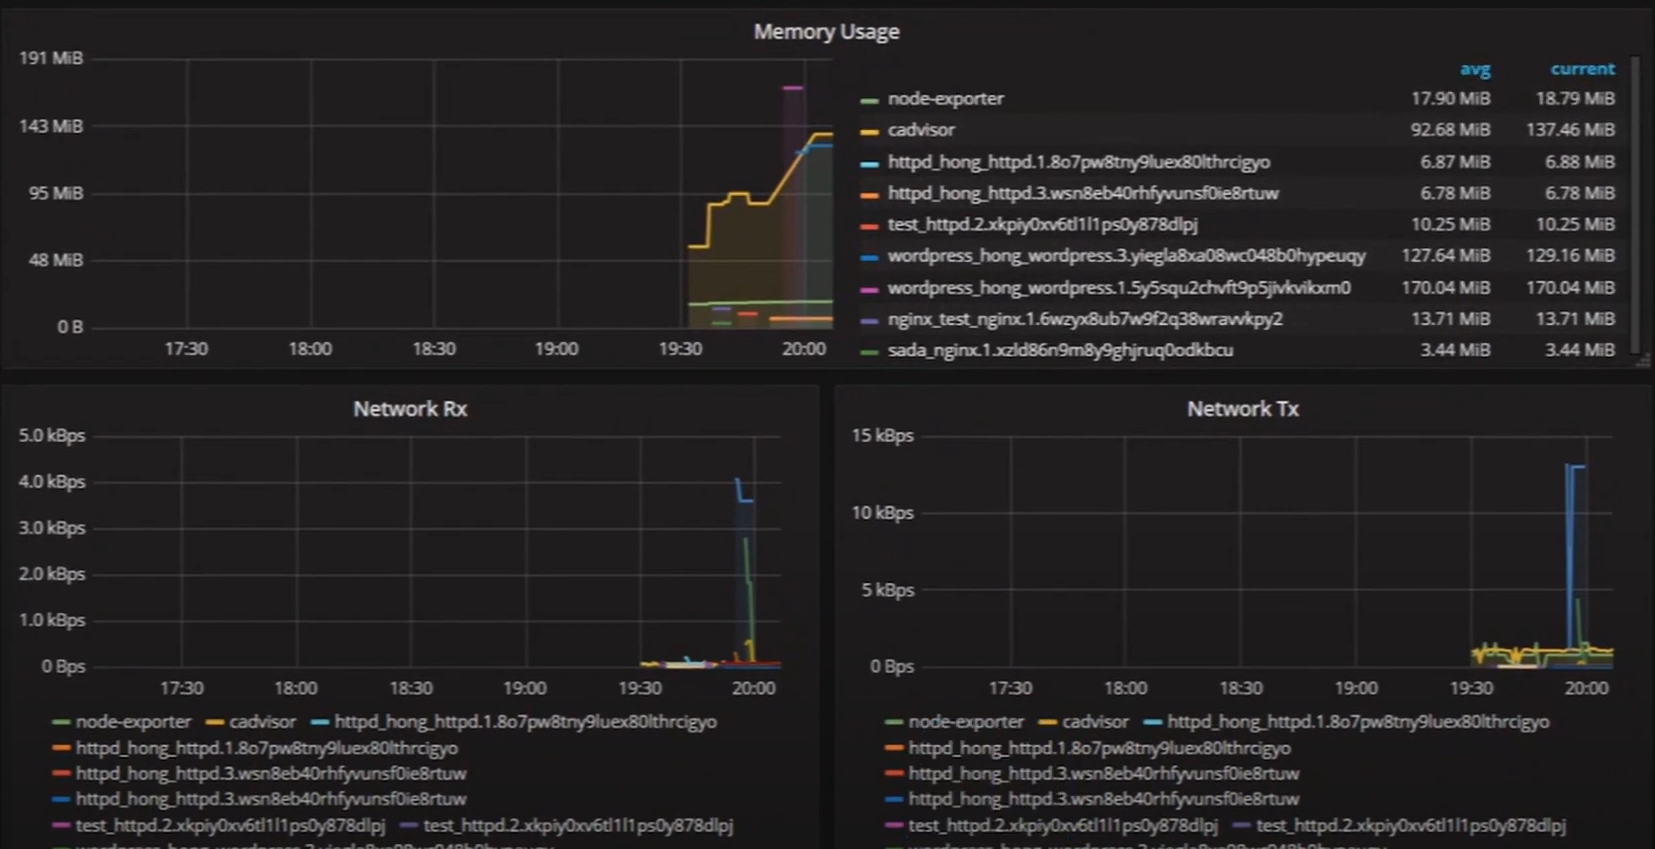 Memory Usage
191 MiB
143 MiB
95 MiB
48 MiB
0 B
17:30 18:00 18:30 19:00 19:30 20:00
avg current
node-exporter 17.90 MiB 18.79 MiB
cadvisor 92.68 MiB 137.46 MiB
httpd_hong_httpd.1.8o7pw8tny9luex80lthrcigyo 6.87 MiB 6.88 MiB
httpd_hong_httpd.3.wsn8eb40rhfyvunsf0ie8rtuw 6.78 MiB 6.78 MiB
test_httpd.2.xkpiy0xv6tl1l1ps0y878dlpj 10.25 MiB 10.25 MiB
wordpress_hong_wordpress.3.yiegla8xa08wc048b0hypeuqy 127.64 MiB 129.16 MiB
wordpress_hong_wordpress.1.5y5squ2chvft9p5jivkvikxm0 170.04 MiB 170.04 MiB
nginx_test_nginx.1.6wzyx8ub7w9f2q38wravvkpy2 13.71 MiB 13.71 MiB
sada_nginx.1.xzld86n9m8y9ghjruq0odkbcu 3.44 MiB 3.44 MiB
Network Rx
5.0 kBps
4.0 kBps
3.0 kBps
2.0 kBps
1.0 kBps
0 Bps
17:30 18:00 18:30 19:00 19:30 20:00
node-exporter cadvisor httpd_hong_httpd.1.8o7pw8tny9luex80lthrcigyo
httpd_hong_httpd.1.8o7pw8tny9luex80lthrcigyo
httpd_hong_httpd.3.wsn8eb40rhfyvunsf0ie8rtuw
httpd_hong_httpd.3.wsn8eb40rhfyvunsf0ie8rtuw
test_httpd.2.xkpiy0xv6tl1l1ps0y878dlpj test_httpd.2.xkpiy0xv6tl1l1ps0y878dlpj
Network Tx
15 kBps
10 kBps
5 kBps
0 Bps
17:30 18:00 18:30 19:00 19:30 20:00
node-exporter cadvisor httpd_hong_httpd.1.8o7pw8tny9luex80lthrcigyo
httpd_hong_httpd.1.8o7pw8tny9luex80lthrcigyo
httpd_hong_httpd.3.wsn8eb40rhfyvunsf0ie8rtuw
httpd_hong_httpd.3.wsn8eb40rhfyvunsf0ie8rtuw
test_httpd.2.xkpiy0xv6tl1l1ps0y878dlpj test_httpd.2.xkpiy0xv6tl1l1ps0y878dlpj